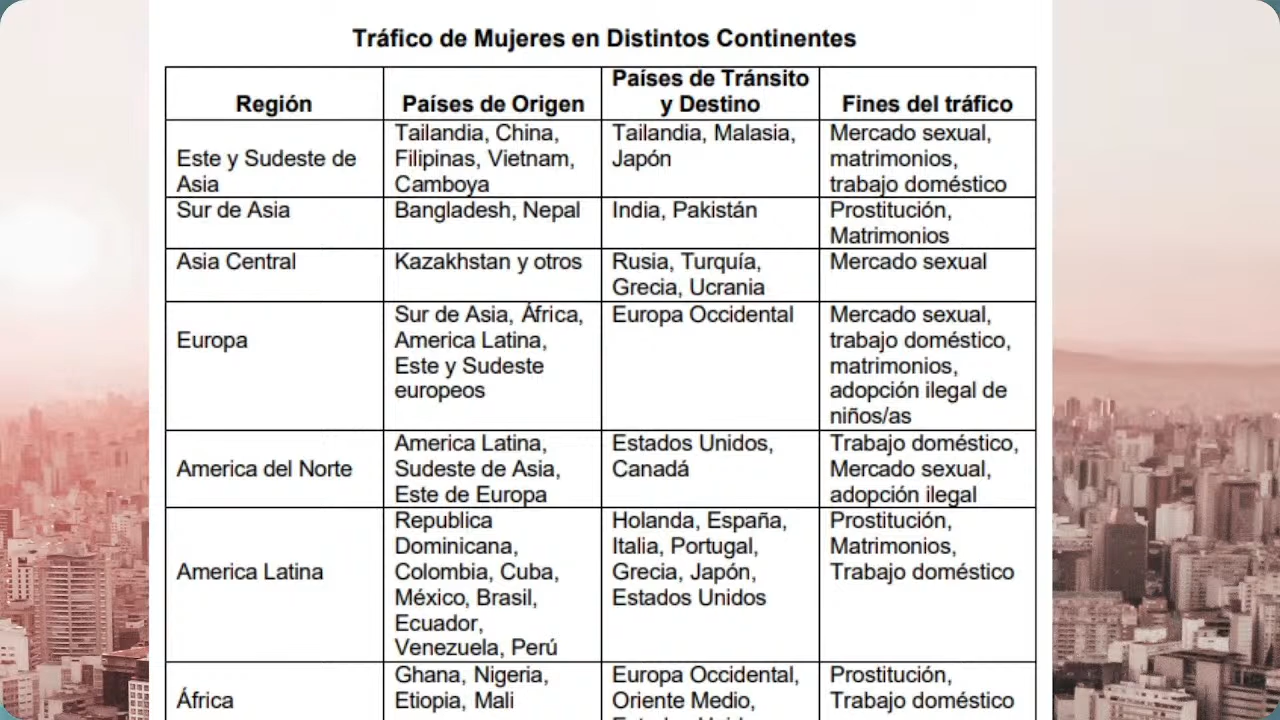 Tráfico de Mujeres en Distintos Continentes
Región
Países de Origen
Países de Tránsito
y Destino
Fines del tráfico
Este y Sudeste de
Asia
Tailandia, China,
Filipinas, Vietnam,
Camboya
Tailandia, Malasia,
Japón
Mercado sexual,
matrimonios,
trabajo doméstico
Sur de Asia
Bangladesh, Nepal
India, Pakistán
Prostitución,
Matrimonios
Asia Central
Kazakhstan y otros
Rusia, Turquía,
Grecia, Ucrania
Mercado sexual
Europa
Sur de Asia, África,
America Latina,
Este y Sudeste
europeos
Europa Occidental
Mercado sexual,
trabajo doméstico,
matrimonios,
adopción ilegal de
niños/as
America del Norte
America Latina,
Sudeste de Asia,
Este de Europa
Estados Unidos,
Canadá
Trabajo doméstico,
Mercado sexual,
adopción ilegal
America Latina
Republica
Dominicana,
Colombia, Cuba,
México, Brasil,
Ecuador,
Venezuela, Perú
Holanda, España,
Italia, Portugal,
Grecia, Japón,
Estados Unidos
Prostitución,
Matrimonios,
Trabajo doméstico
África
Ghana, Nigeria,
Etiopia, Mali
Europa Occidental,
Oriente Medio,
Prostitución,
Trabajo doméstico